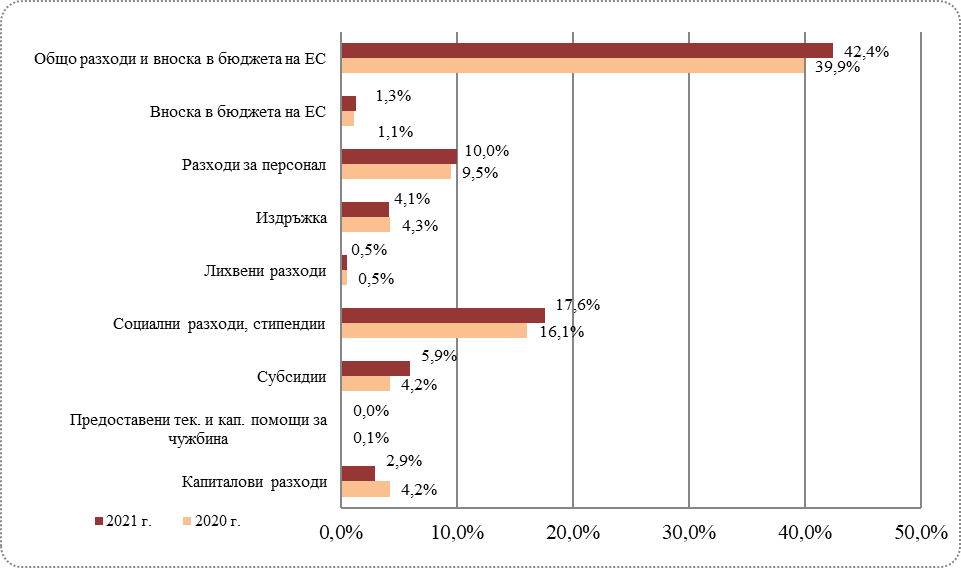 Общо разходи и вноска в бюджета на ЕС
42,4%
39,9%
Вноска в бюджета на ЕС
1,3%
1,1%
Разходи за персонал
10,0%
9,5%
Издръжка
4,1%
4,3%
Лихвени разходи
0,5%
0,5%
Социални разходи, стипендии
17,6%
16,1%
Субсидии
5,9%
4,2%
Предоставени тек. и кап. помощи за
чужбина
0,0%
0,1%
Капиталови разходи
2,9%
4,2%
2021 г.
2020 г.
0,0%
10,0%
20,0%
30,0%
40,0%
50,0%